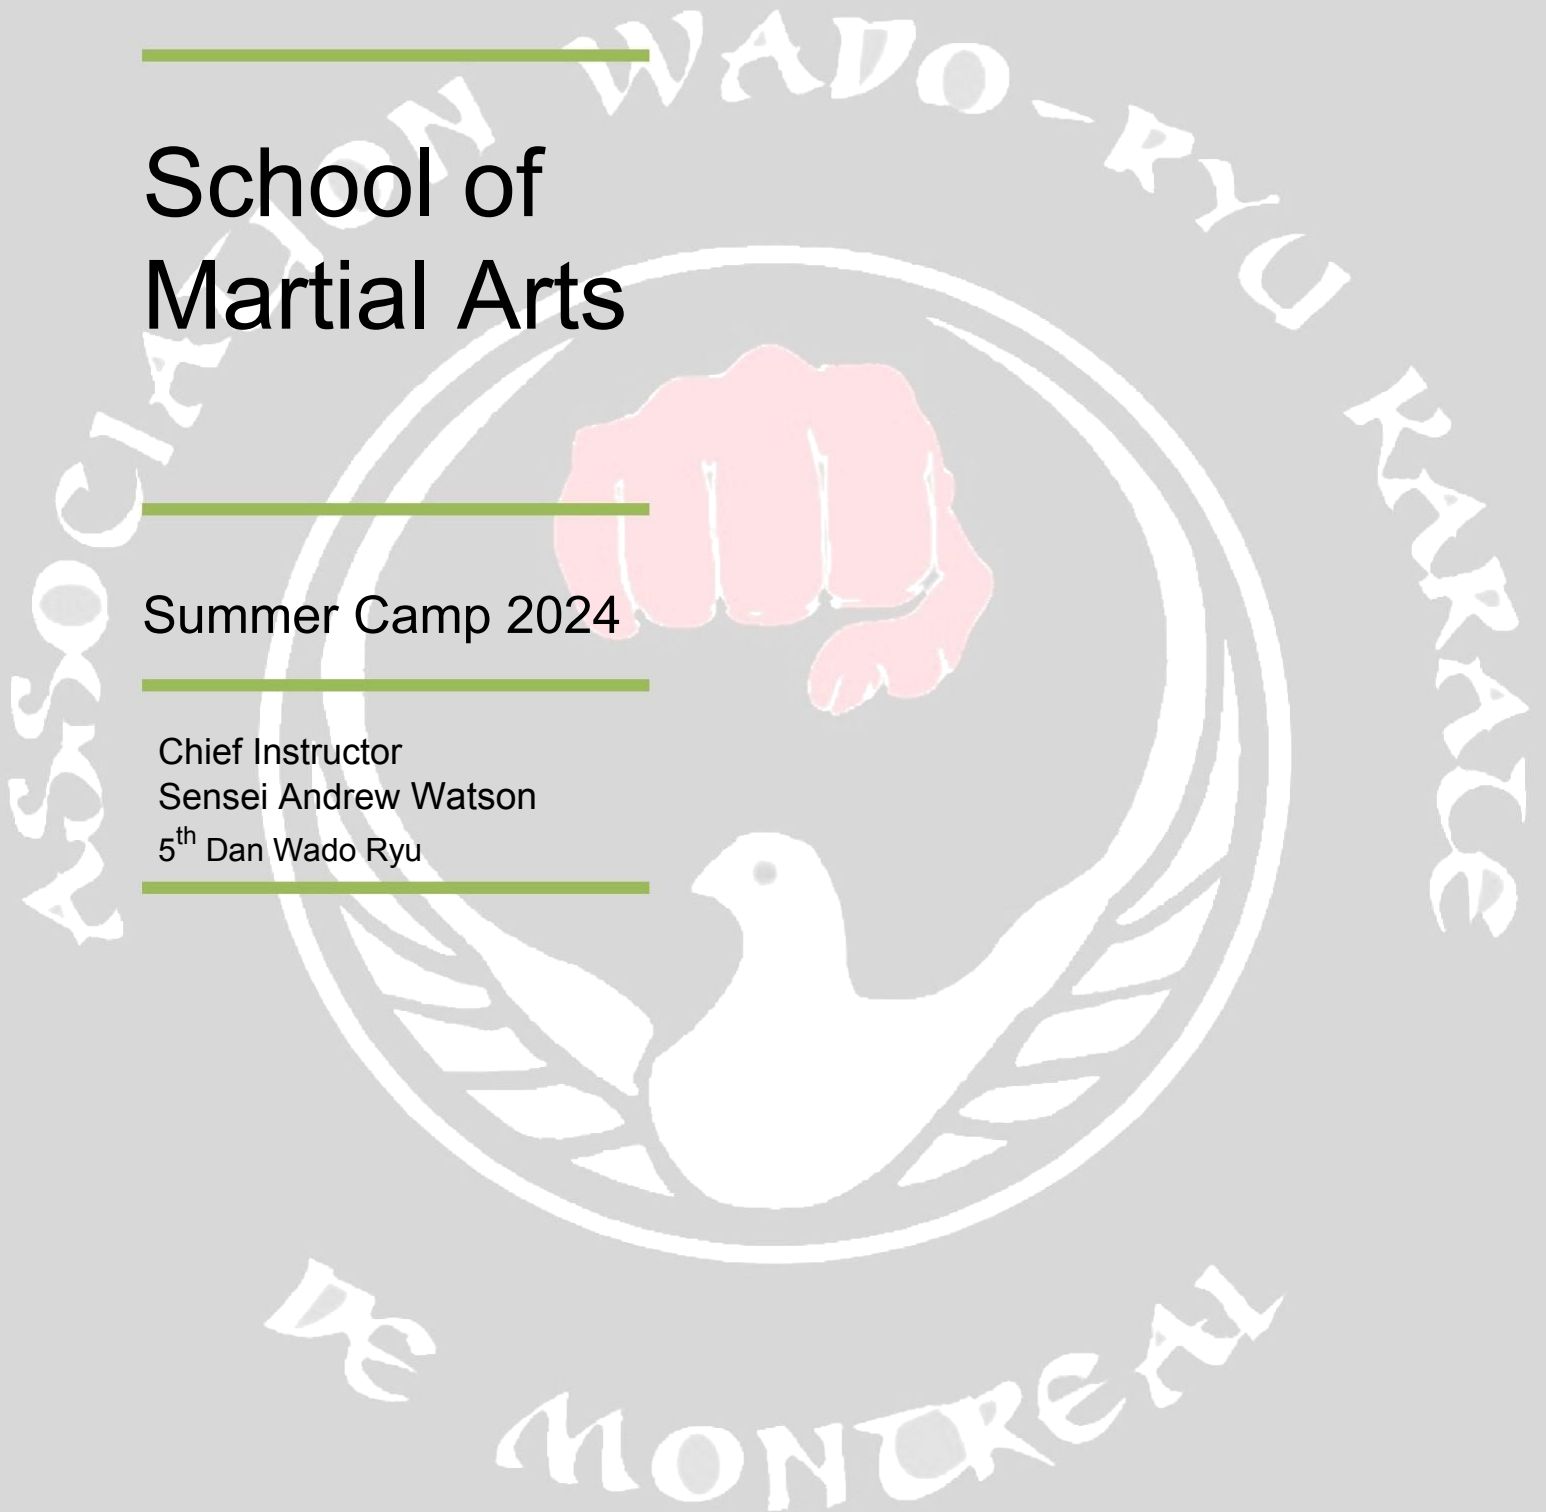 School of
Martial Arts
Summer Camp 2024
Chief Instructor
Sensei Andrew Watson
5th Dan Wado Ryu
ASSOCIATION WADO-RYU KARATE
DE MONTREAL